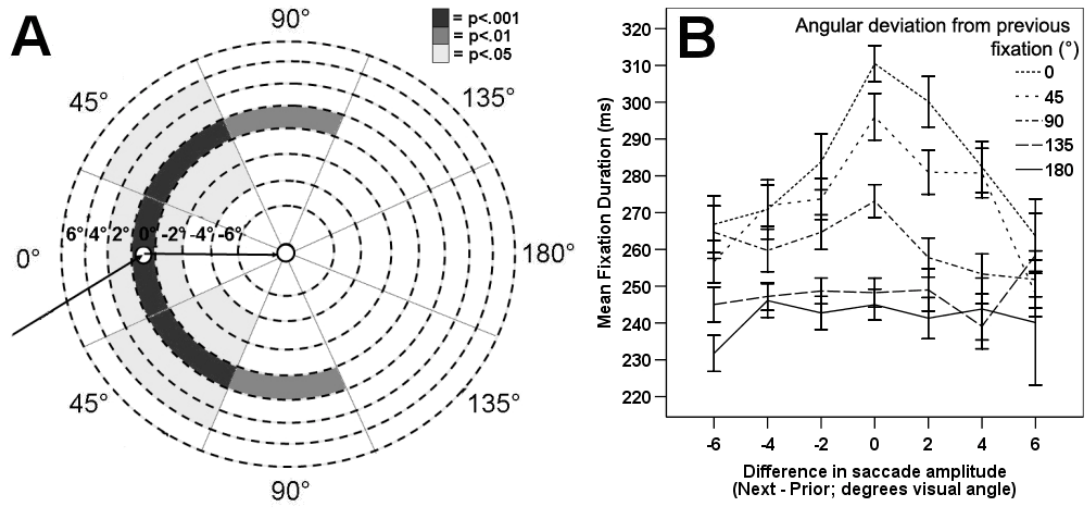 A
90°
= p<.001
= p<.01
= p<.05
45°
135°
6° 4° 2° 0° -2° -4° -6°
0°
180°
45°
135°
90°
B
Angular deviation from previous
fixation (°)
0
45
90
135
180
Mean Fixation Duration (ms)
320
310
300
290
280
270
260
250
240
230
220
-6 -4 -2 0 2 4 6
Difference in saccade amplitude
(Next - Prior; degrees visual angle)